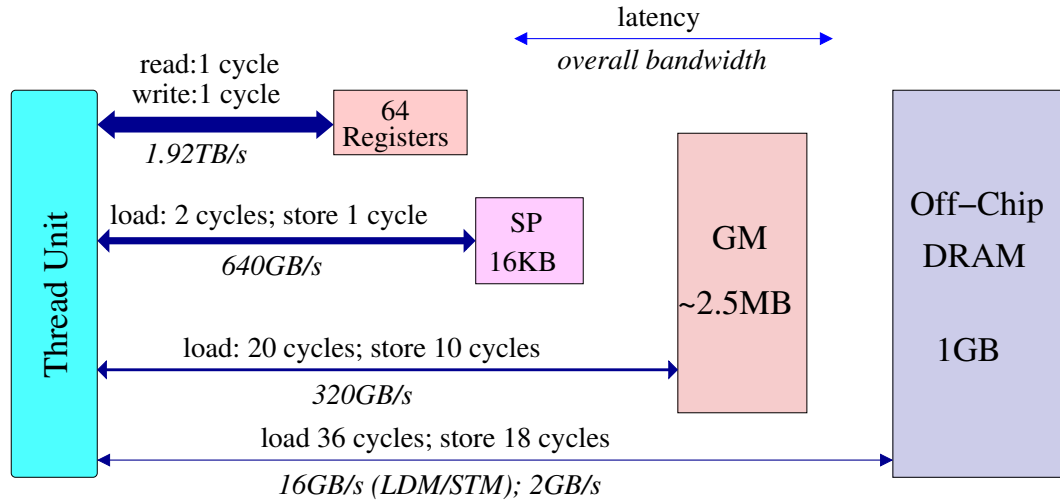 latency
overall bandwidth
read:1 cycle
write:1 cycle
64
Registers
1.92TB/s
Thread Unit
load: 2 cycles; store 1 cycle
SP
16KB
640GB/s
GM
~2.5MB
Off−Chip
DRAM
1GB
load: 20 cycles; store 10 cycles
320GB/s
load 36 cycles; store 18 cycles
16GB/s (LDM/STM); 2GB/s